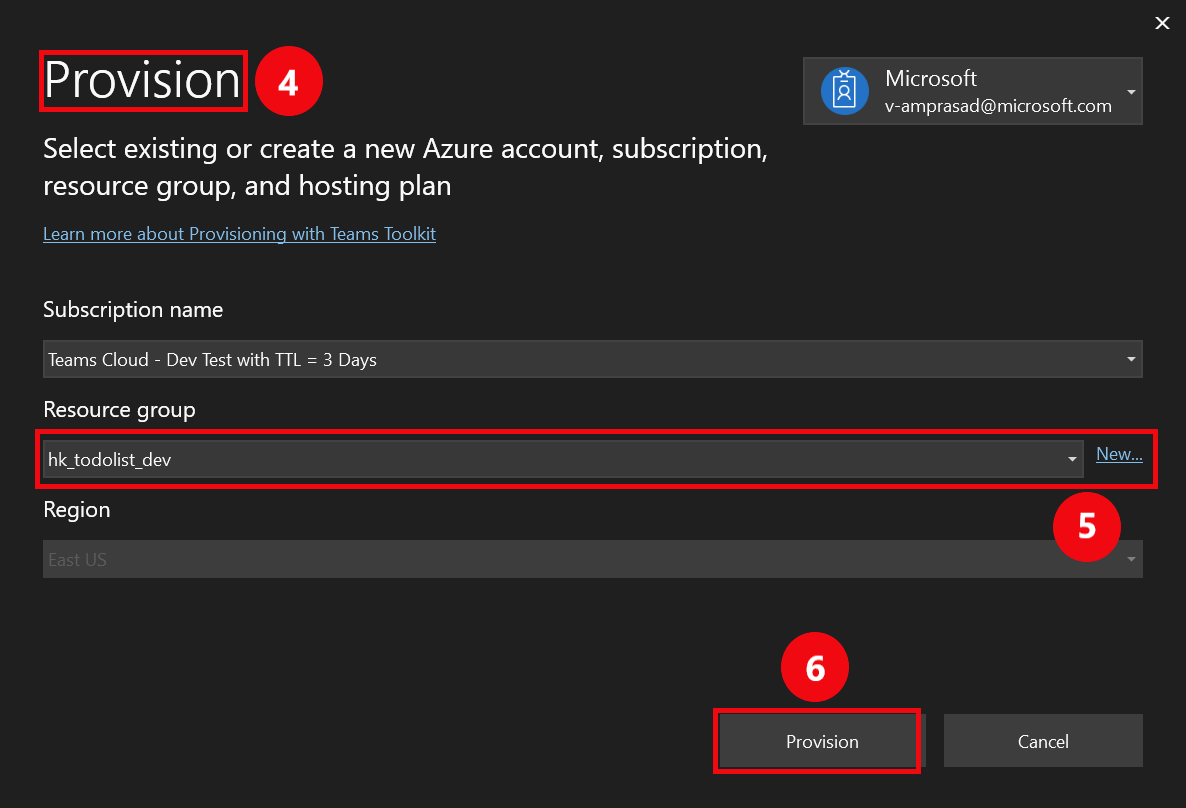 Provision
4
Microsoft
v-amprasad@microsoft.com
Select existing or create a new Azure account, subscription,
resource group, and hosting plan
Learn more about Provisioning with Teams Toolkit
Subscription name
Teams Cloud - Dev Test with TTL = 3 Days
Resource group
hk_todolist_dev
New...
Region
5
East US
6
Provision
Cancel